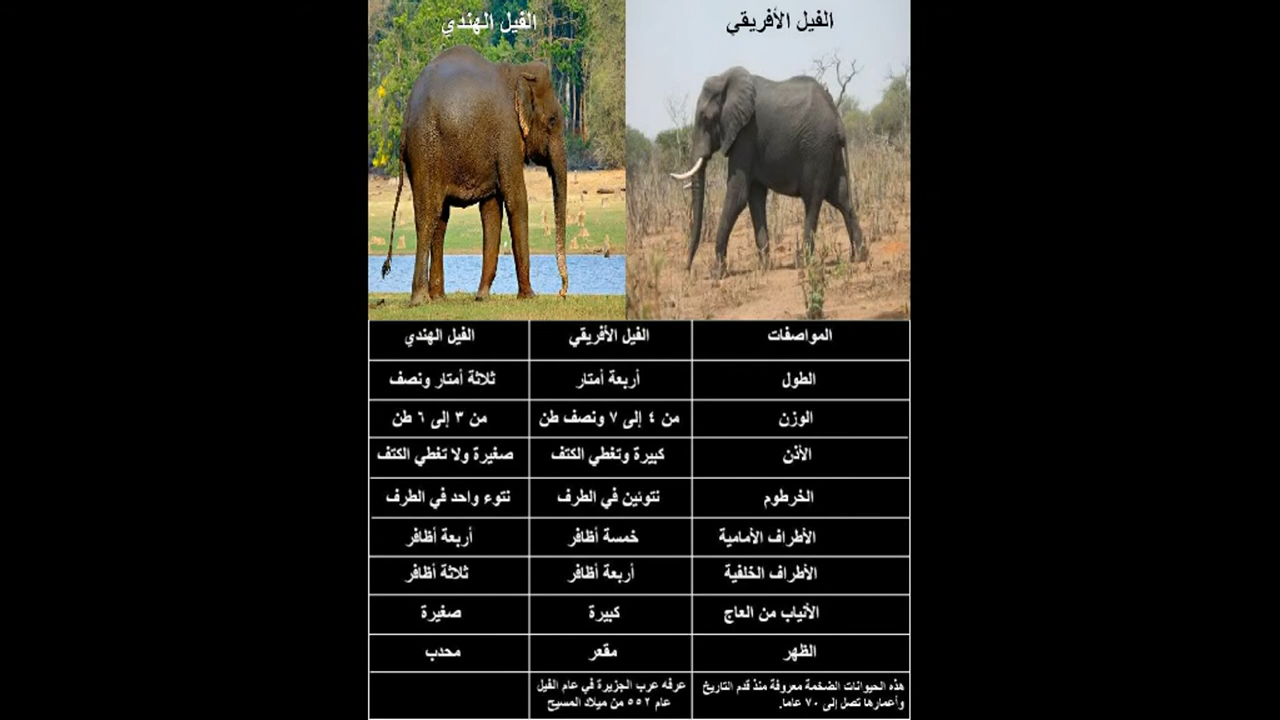 الفيل الأفريقي
الفيل الهندي
المواصفات الفيل الأفريقي الفيل الهندي
الطول أربعة أمتار ثلاثة أمتار ونصف
الوزن من ٤ إلى ٧ ونصف طن من ٣ إلى ٦ طن
الأذن كبيرة وتغطي الكتف صغيرة ولا تغطي الكتف
الخرطوم نتوئين في الطرف نتوء واحد في الطرف
الأطراف الأمامية خمسة أظافر أربعة أظافر
الأطراف الخلفية أربعة أظافر ثلاثة أظافر
الأنياب من العاج كبيرة صغيرة
الظهر مقعر محدب
هذه الحيوانات الضخمة معروفة منذ قدم التاريخ
وأعمارها تصل إلى ٧٠ عاما.
عرفه عرب الجزيرة في عام الفيل
عام ٥٥٢ من ميلاد المسيح